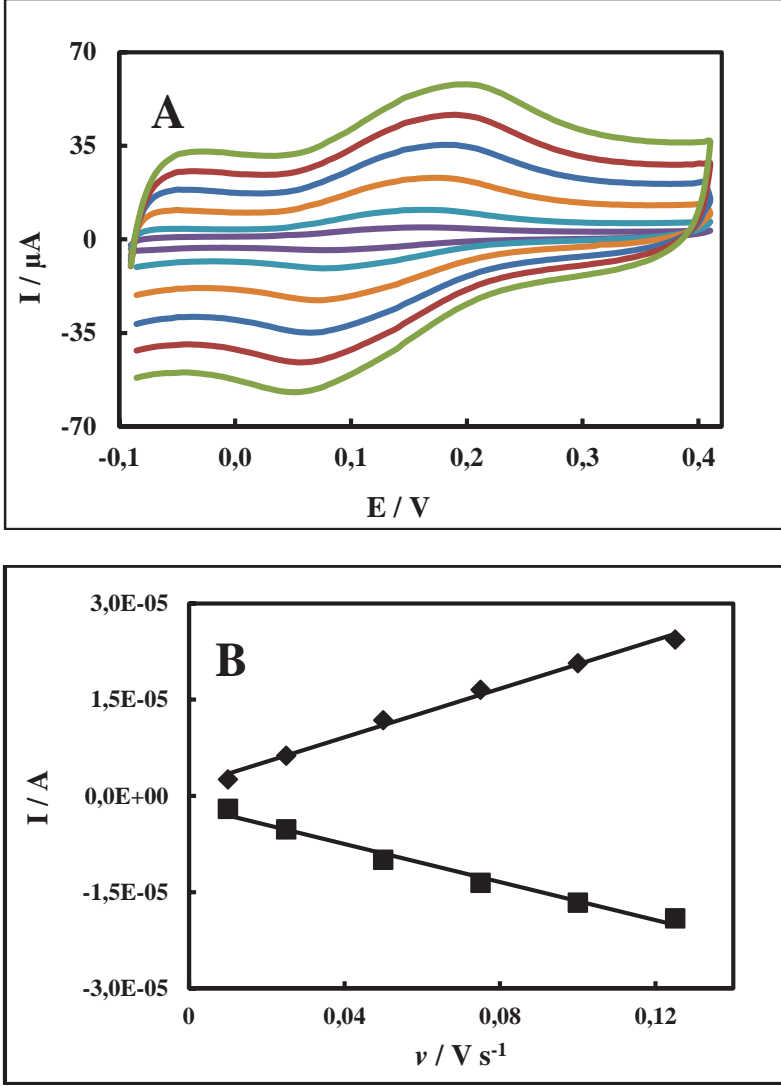 70
A
35
I / µA
0
-35
-70
-0,1 0,0 0,1 0,2 0,3 0,4
E / V
3,0E-05
B
1,5E-05
I / A
0,0E+00
-1,5E-05
-3,0E-05
0 0,04 0,08 0,12
v / V s-1